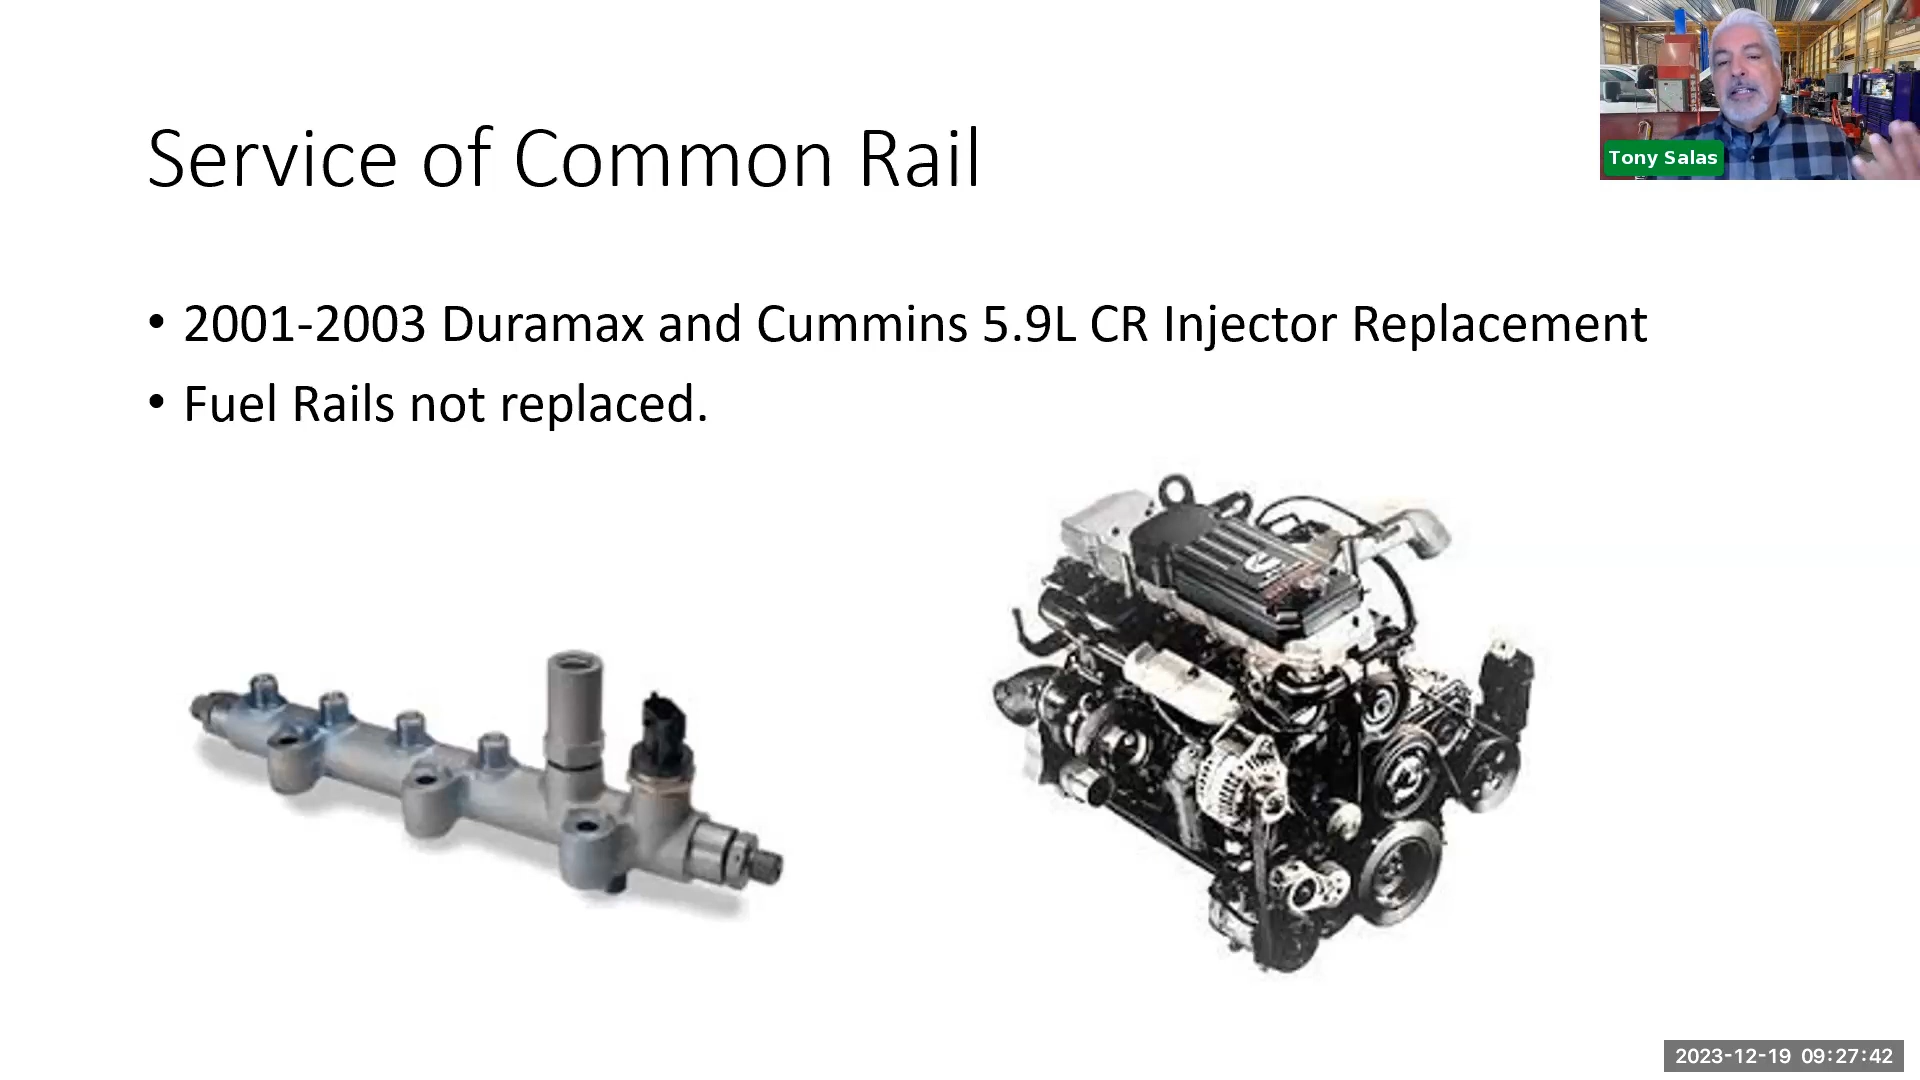 Service of Common Rail
Tony Salas
• 2001-2003 Duramax and Cummins 5.9L CR Injector Replacement
• Fuel Rails not replaced.
2023-12-19 09:27:42